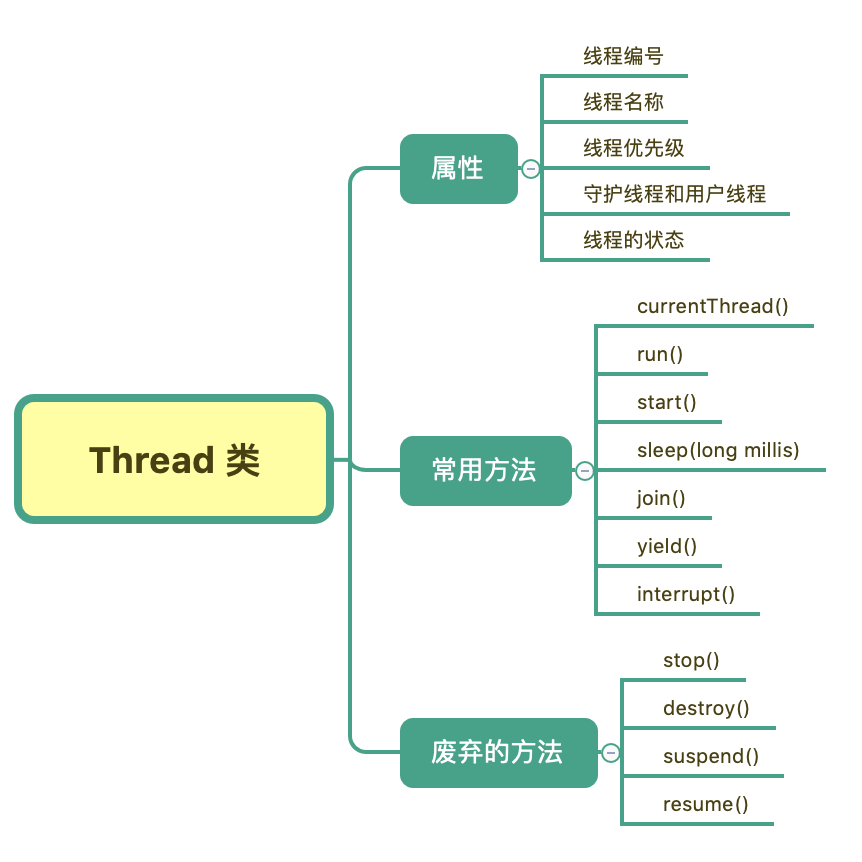 Thread 类
属性
线程编号
线程名称
线程优先级
守护线程和用户线程
线程的状态
常用方法
currentThread()
run()
start()
sleep(long millis)
join()
yield()
interrupt()
废弃的方法
stop()
destroy()
suspend()
resume()